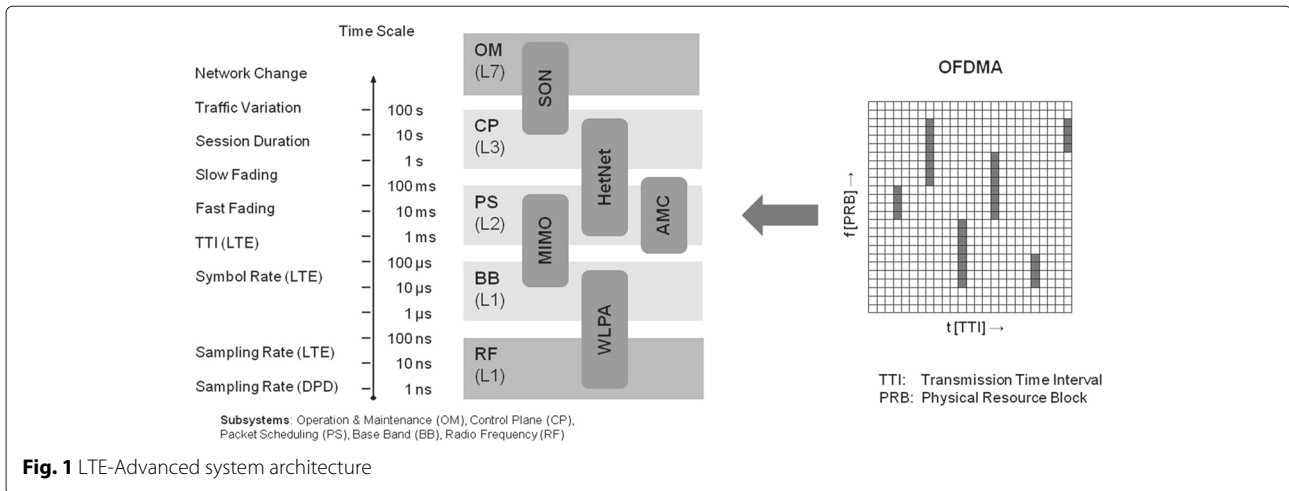 Time Scale
Network Change
Traffic Variation
Session Duration
Slow Fading
Fast Fading
TTI (LTE)
Symbol Rate (LTE)
Sampling Rate (LTE)
Sampling Rate (DPD)
100 s
10 s
1 s
100 ms
10 ms
1 ms
100 µs
10 µs
1 µs
100 ns
10 ns
1 ns
OM
(L7)
CP
(L3)
PS
(L2)
BB
(L1)
RF
(L1)
SON
HetNet
AMC
MIMO
WLPA
Subsystems: Operation & Maintenance (OM), Control Plane (CP),
Packet Scheduling (PS), Base Band (BB), Radio Frequency (RF)
OFDMA
f [PRB] →
t [TTI] →
TTI: Transmission Time Interval
PRB: Physical Resource Block
Fig. 1 LTE-Advanced system architecture